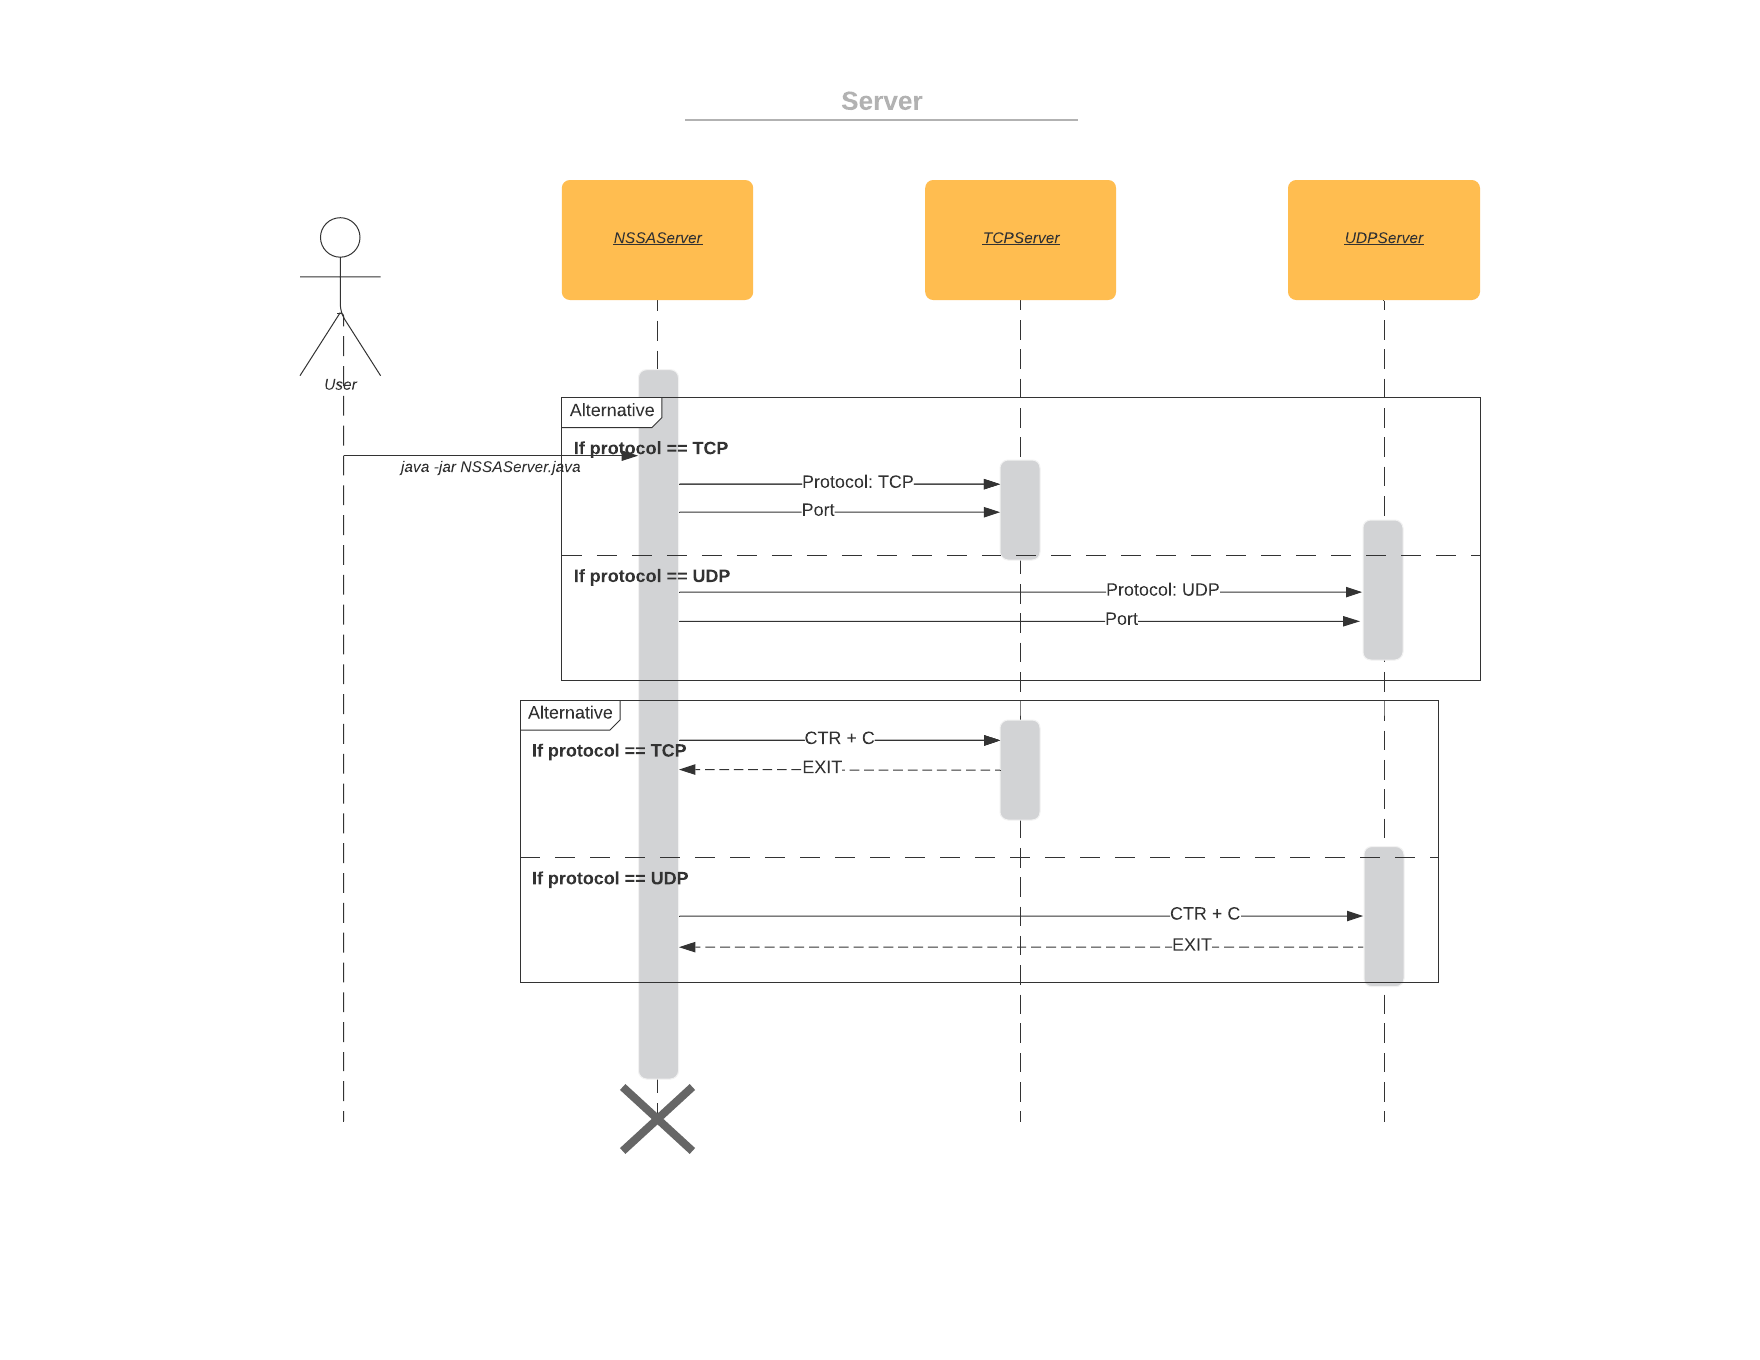 Server
NSSAServer
TCPServer
UDPServer
User
Alternative
If protocol == TCP
java -jar NSSAServer.java
Protocol: TCP
Port
If protocol == UDP
Protocol: UDP
Port
Alternative
CTR + C
If protocol == TCP
EXIT
If protocol == UDP
CTR + C
EXIT